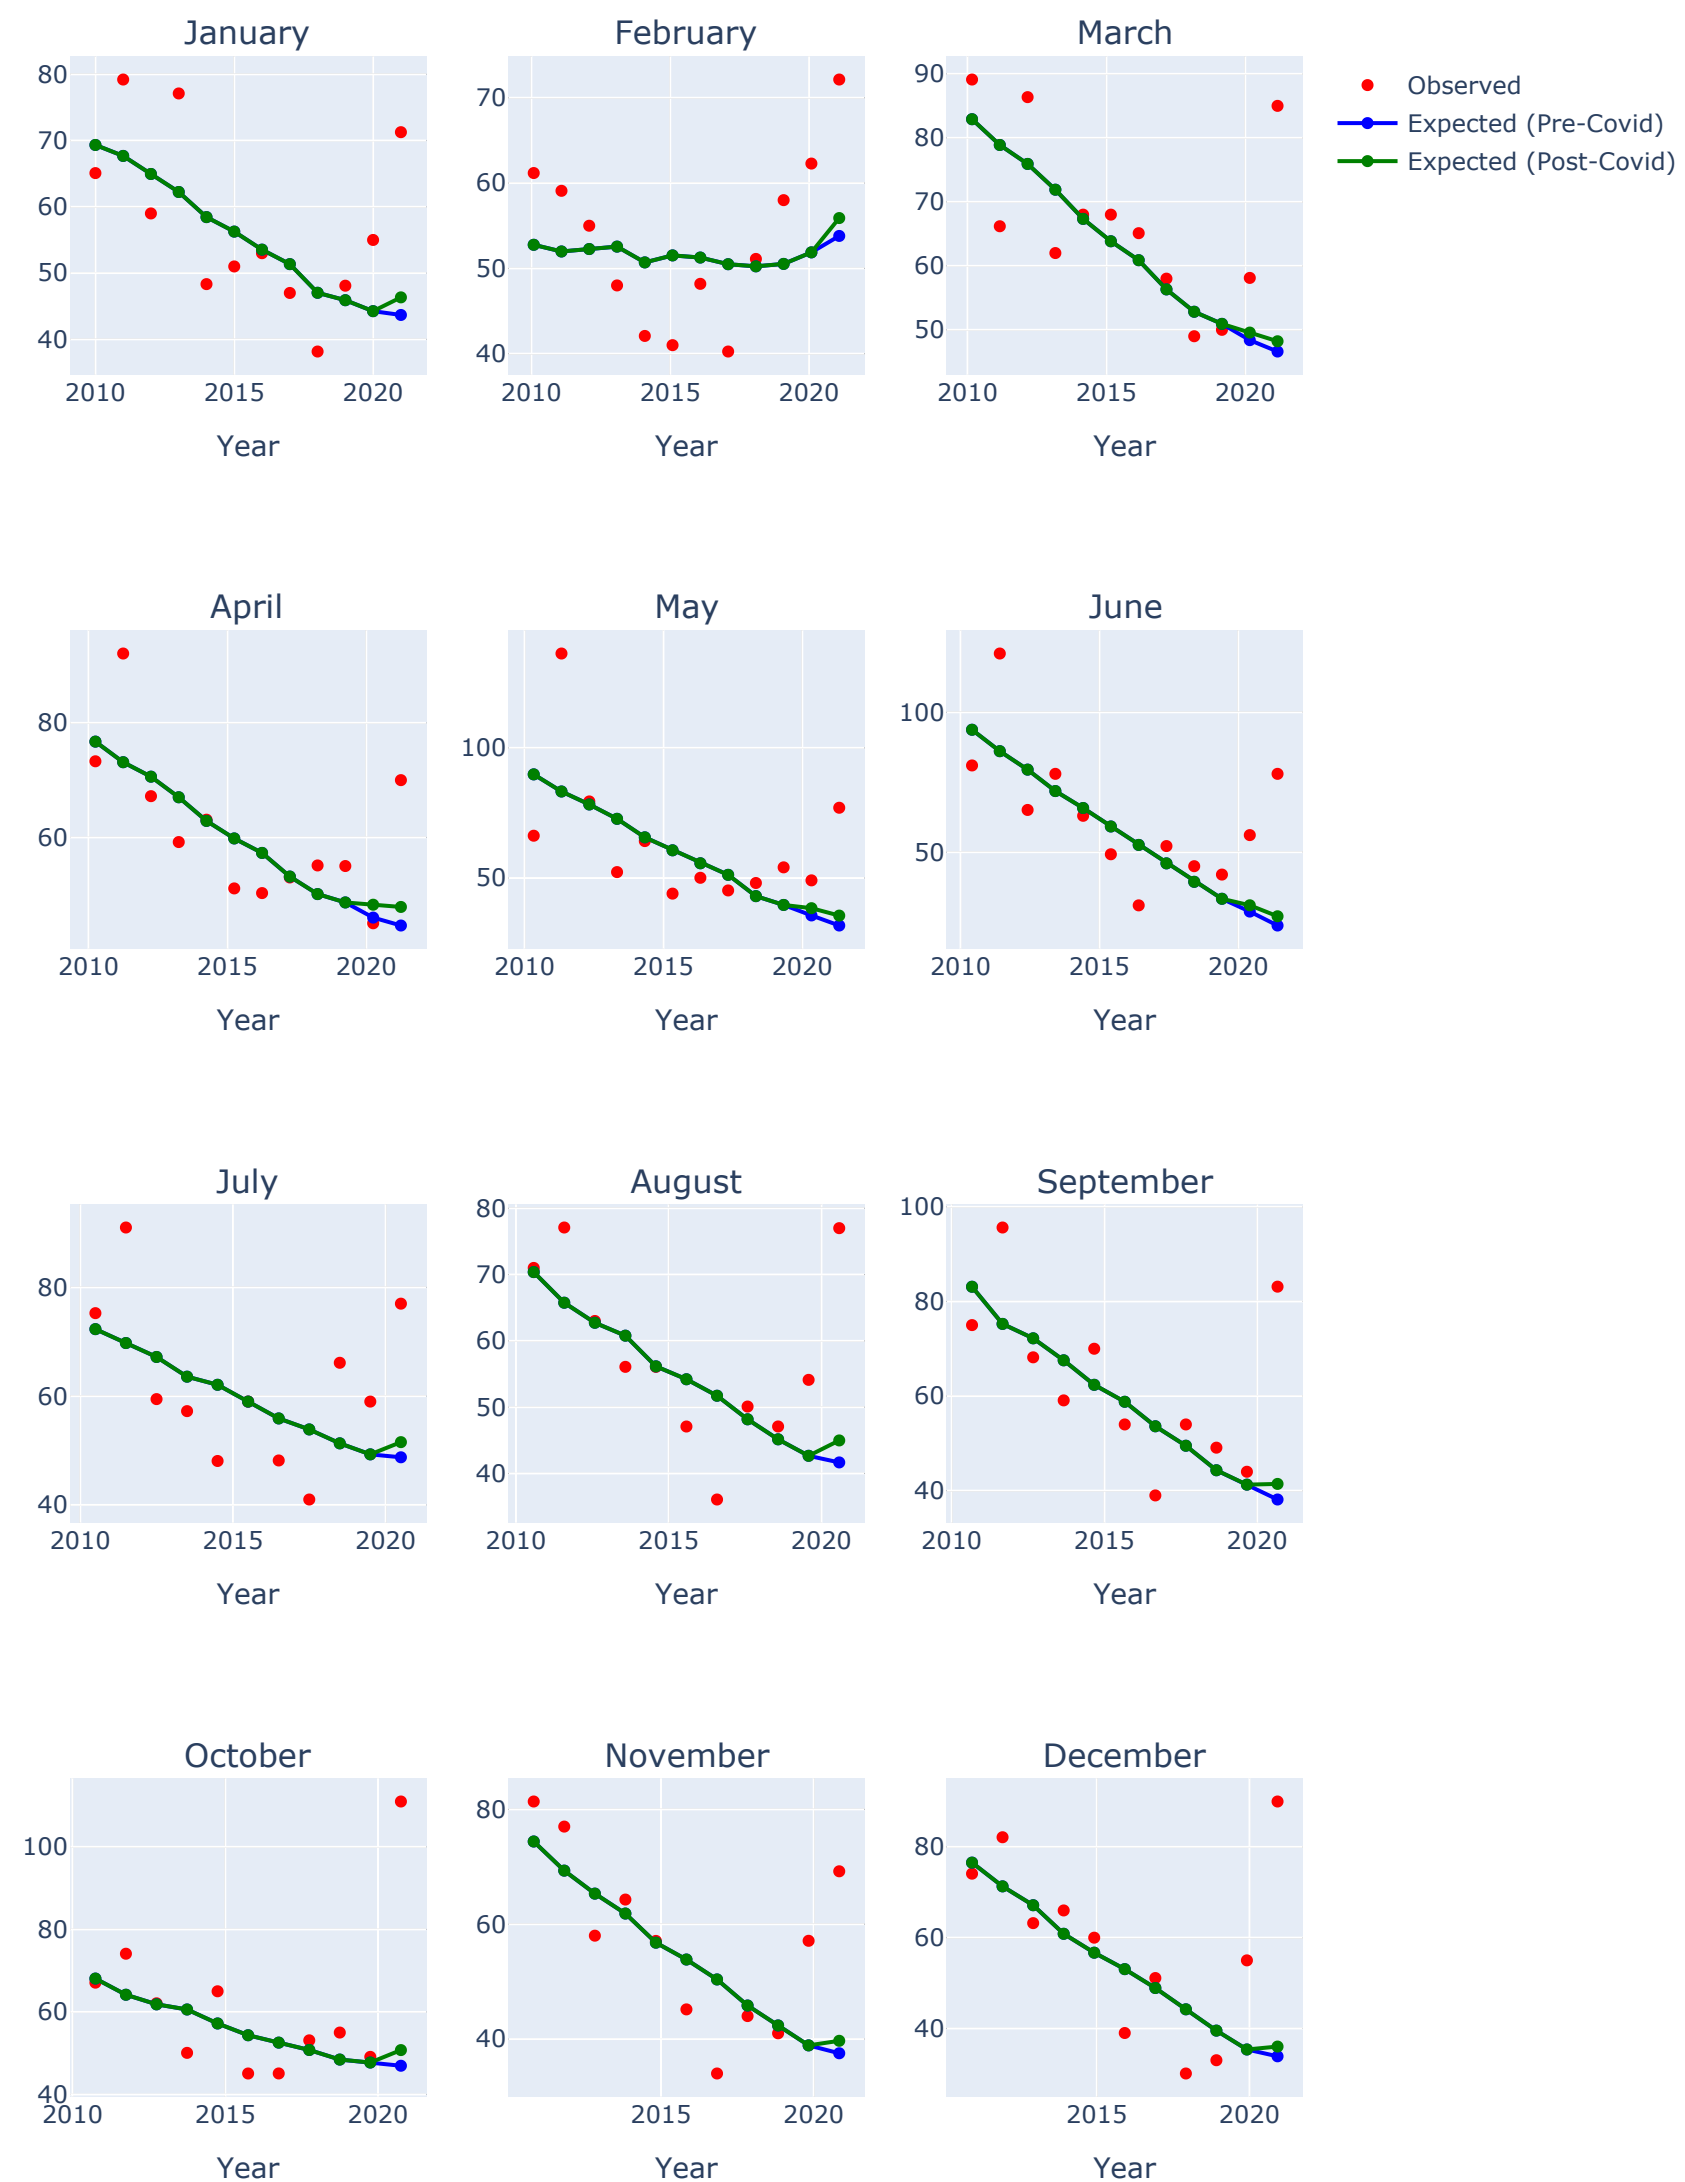 January February March
80 70 60 50 40
2010 2015 2020
Year
70 60 50 40
2010 2015 2020
Year
90 80 70 60 50
2010 2015 2020
Year
Observed
Expected (Pre-Covid)
Expected (Post-Covid)
April May June
80 60
2010 2015 2020
Year
100 50
2010 2015 2020
Year
100 50
2010 2015 2020
Year
July August September
80 60 40
2010 2015 2020
Year
80 70 60 50 40
2010 2015 2020
Year
100 80 60 40
2010 2015 2020
Year
October November December
100 80 60 40
2010 2015 2020
Year
80 60 40
2015 2020
Year
80 60 40
2015 2020
Year